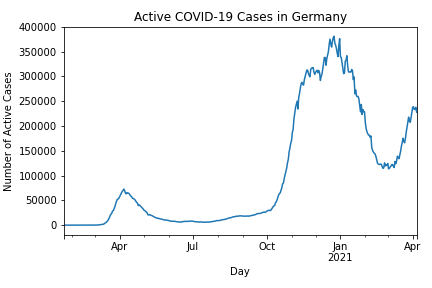 Active COVID-19 Cases in Germany
400000
350000
300000
250000
200000
150000
100000
50000
0
Number of Active Cases
Apr
Jul
Oct
Jan
2021
Apr
Day